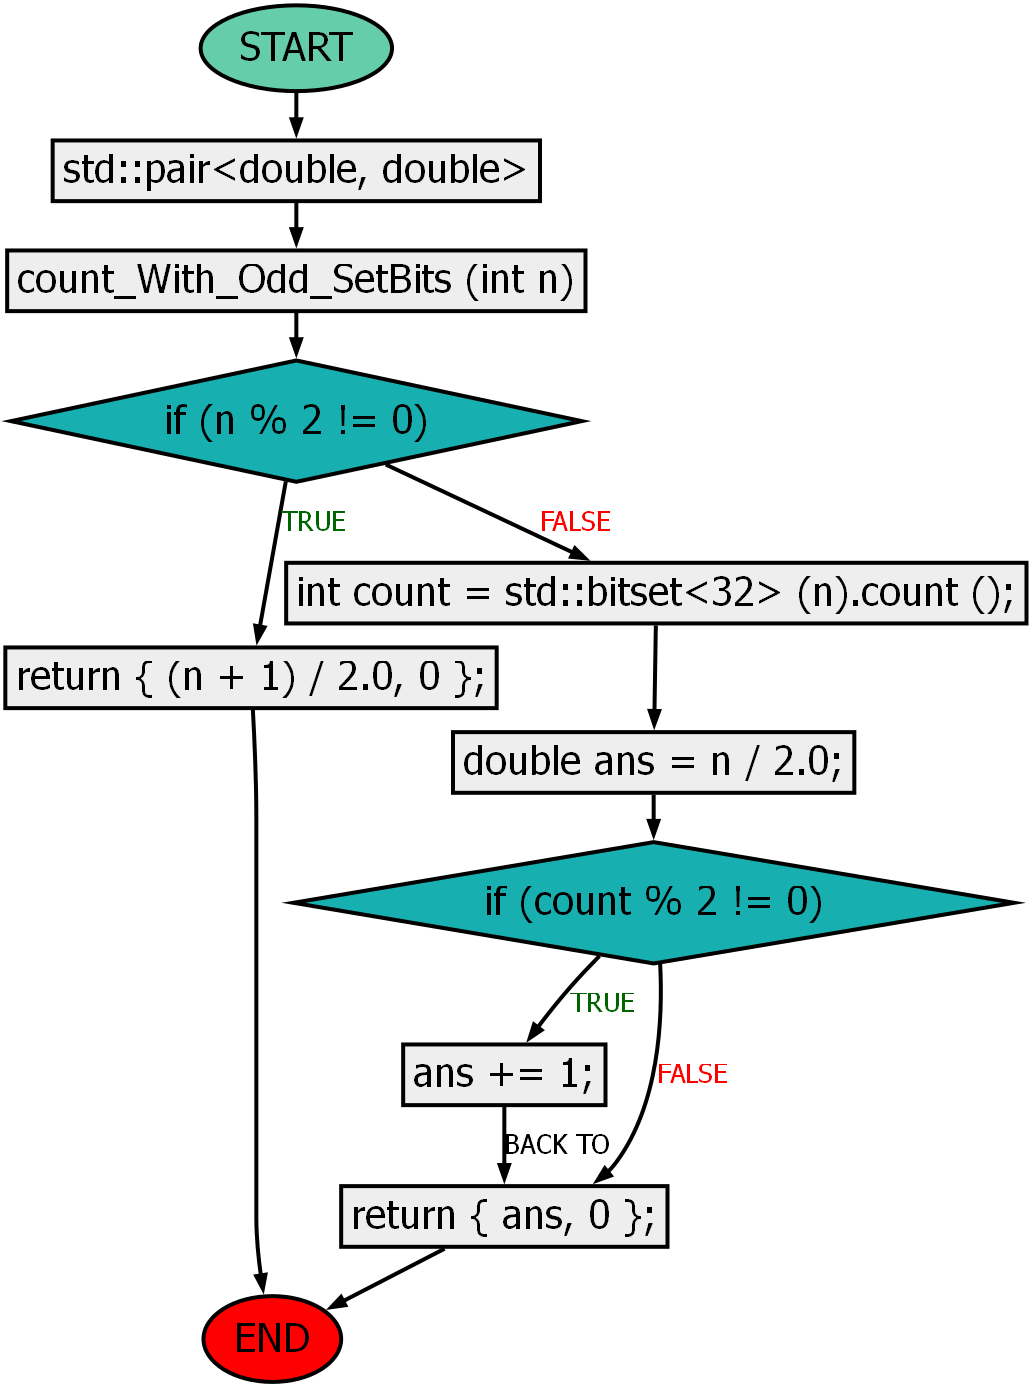 START
std::pair<double, double>
count_With_Odd_SetBits (int n)
if (n % 2 != 0)
TRUE
FALSE
int count = std::bitset<32> (n).count ();
return { (n + 1) / 2.0, 0 };
double ans = n / 2.0;
if (count % 2 != 0)
TRUE
ans += 1;
FALSE
BACK TO
return { ans, 0 };
END